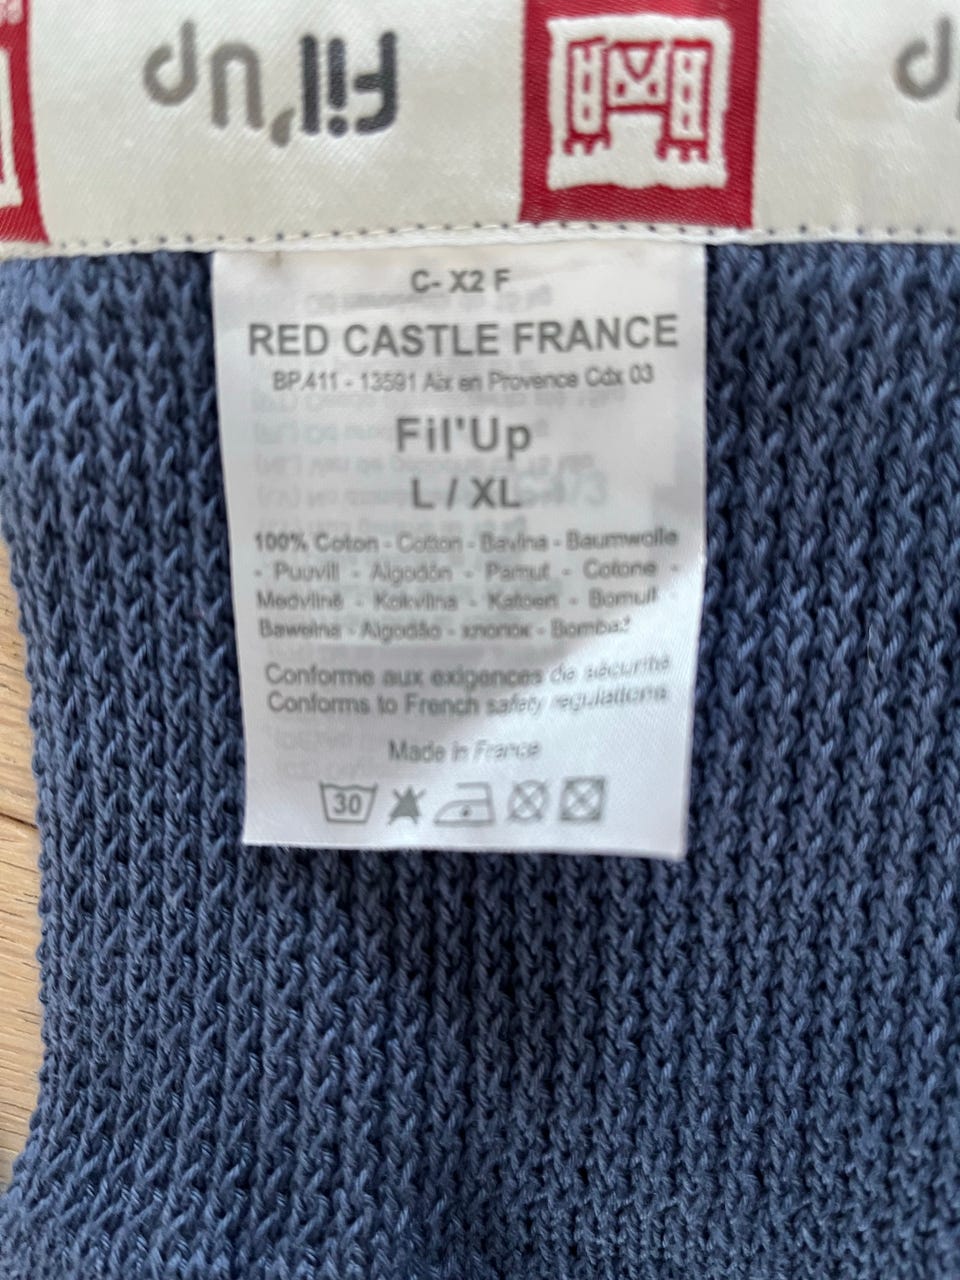 Fil'Up
C- X2 F
RED CASTLE FRANCE
BP.411 - 13591 Aix en Provence Cdx 03
Fil'Up
L / XL
100% Coton - Cotton - Bavlna - Baumwolle
- Puuvill - Algodón - Pamut - Cotone -
Medvilnė - Kokvilna - Katoen - Bomull -
Bawełna - Algodão - хлопок - Bombaž
Conforme aux exigences de sécurité
Conforms to French safety regulations
Made in France
30